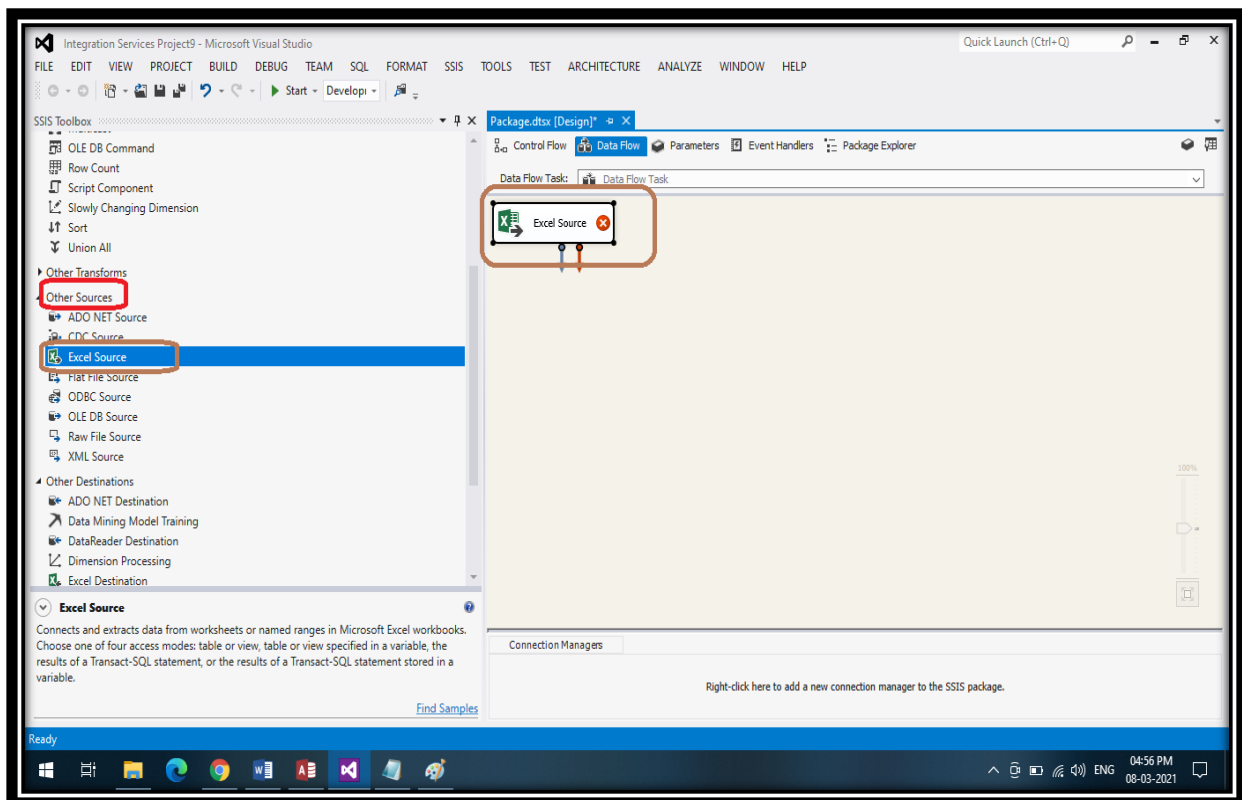 Integration Services Project9 - Microsoft Visual Studio
Quick Launch (Ctrl+Q)
FILE EDIT VIEW PROJECT BUILD DEBUG TEAM SQL FORMAT SSIS TOOLS TEST ARCHITECTURE ANALYZE WINDOW HELP
Start Develop
SSIS Toolbox
OLE DB Command
Row Count
Script Component
Slowly Changing Dimension
Sort
Union All
Other Transforms
Other Sources
ADO NET Source
CDC Source
Excel Source
Flat File Source
ODBC Source
OLE DB Source
Raw File Source
XML Source
Other Destinations
ADO NET Destination
Data Mining Model Training
DataReader Destination
Dimension Processing
Excel Destination
Excel Source
Connects and extracts data from worksheets or named ranges in Microsoft Excel workbooks.
Choose one of four access modes: table or view, table or view specified in a variable, the
results of a Transact-SQL statement, or the results of a Transact-SQL statement stored in a
variable.
Find Samples
Package.dtsx [Design]*
Control Flow Data Flow Parameters Event Handlers Package Explorer
Data Flow Task: Data Flow Task
Excel Source
100%
Connection Managers
Right-click here to add a new connection manager to the SSIS package.
Ready
ENG
04:56 PM
08-03-2021